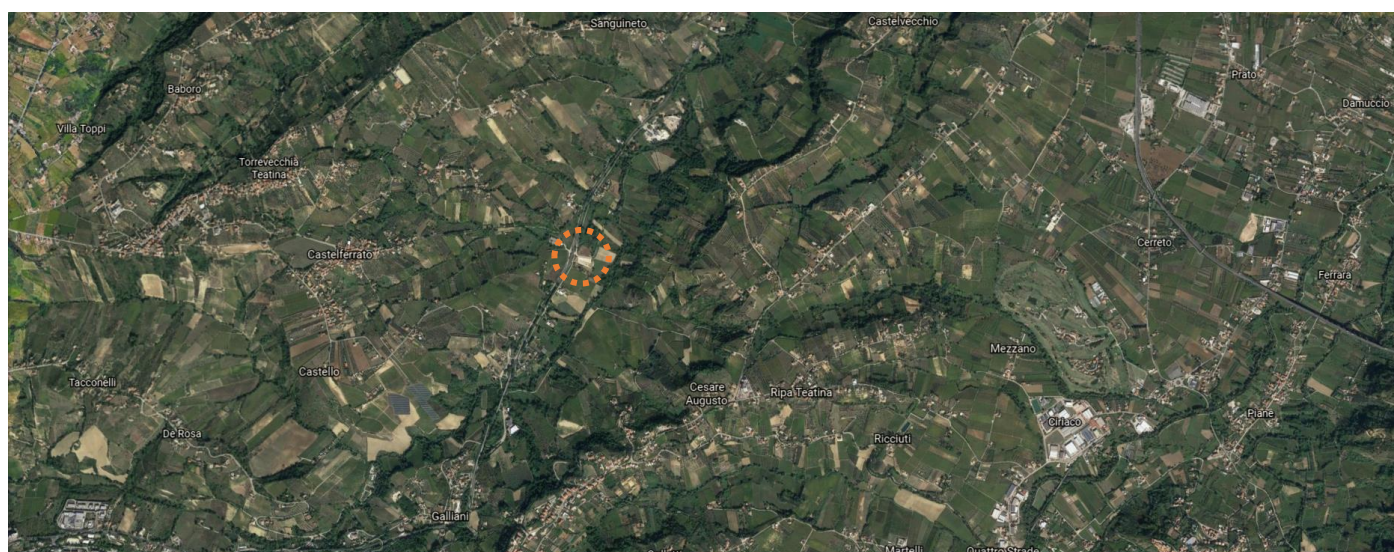 Sanguineto
Castelvecchio
Prato
Baboro
Damuccio
Villa Toppi
Torrevecchia
Teatina
Cerreto
Castelferrato
Ferrara
Mezzano
Castello
Tacconelli
Cesare
Augusto
Ripa Teatina
Piane
Ciriaco
De Rosa
Ricciuti
Galliani
Martelli
Quattro Strade